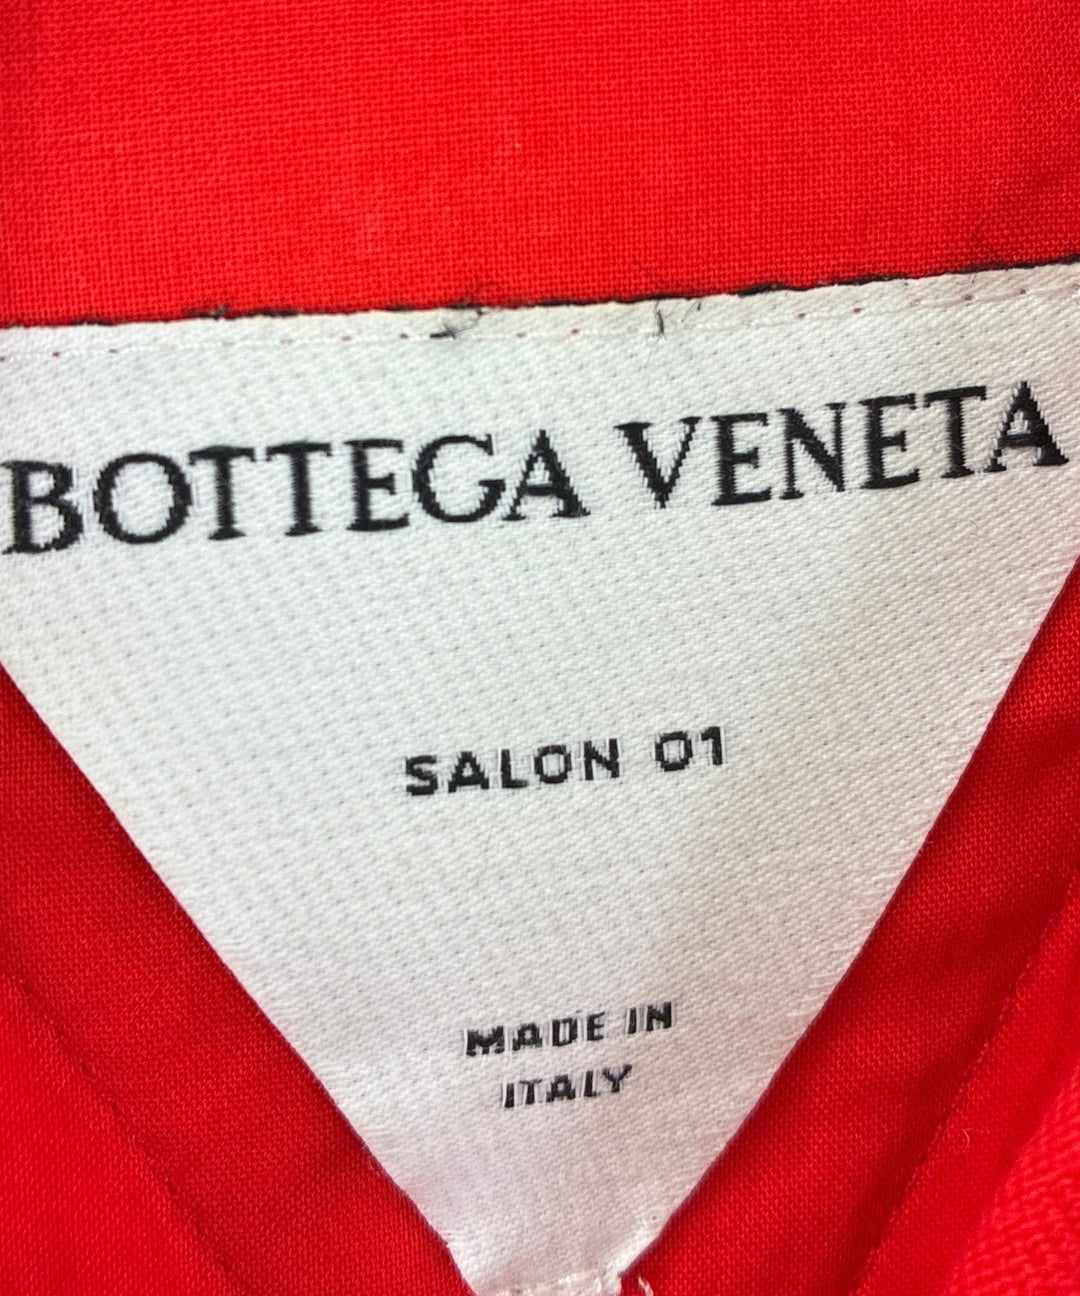 BOTTEGA VENETA
SALON 01
MADE IN
ITALY